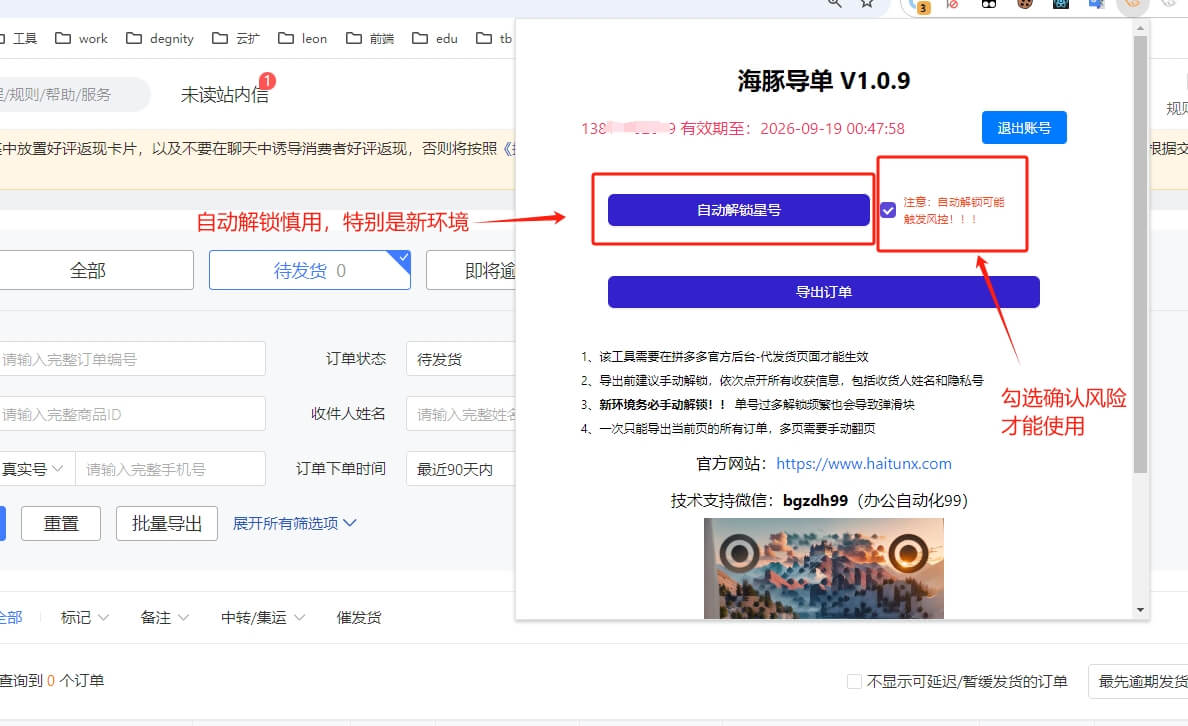 3
工具 work degnity 云扩 leon 前端 edu tb
/规则/帮助/服务
未读站内信
1
中放置好评返现卡片，以及不要在聊天中诱导消费者好评返现，否则将按照《
根据交
海豚导单 V1.0.9
138 9 有效期至：2026-09-19 00:47:58
退出账号
自动解锁星号
注意：自动解锁可能
触发风控！！！
自动解锁慎用，特别是新环境
导出订单
全部
待发货 0
即将逾
请输入完整订单编号
订单状态
待发货
请输入完整商品ID
收件人姓名
请输入完整姓名
真实号
请输入完整手机号
订单下单时间
最近90天内
重置
批量导出
展开所有筛选项
1、该工具需要在拼多多官方后台-代发货页面才能生效
2、导出前建议手动解锁，依次点开所有收获信息，包括收货人姓名和隐私号
3、新环境务必手动解锁！！ 单号过多解锁频繁也会导致弹滑块
4、一次只能导出当前页的所有订单，多页需要手动翻页
勾选确认风险
才能使用
官方网站：https://www.haitunx.com
技术支持微信：bgzdh99（办公自动化99）
全部
标记
备注
中转/集运
催发货
查询到 0 个订单
不显示可延迟/暂缓发货的订单
最先逾期发货